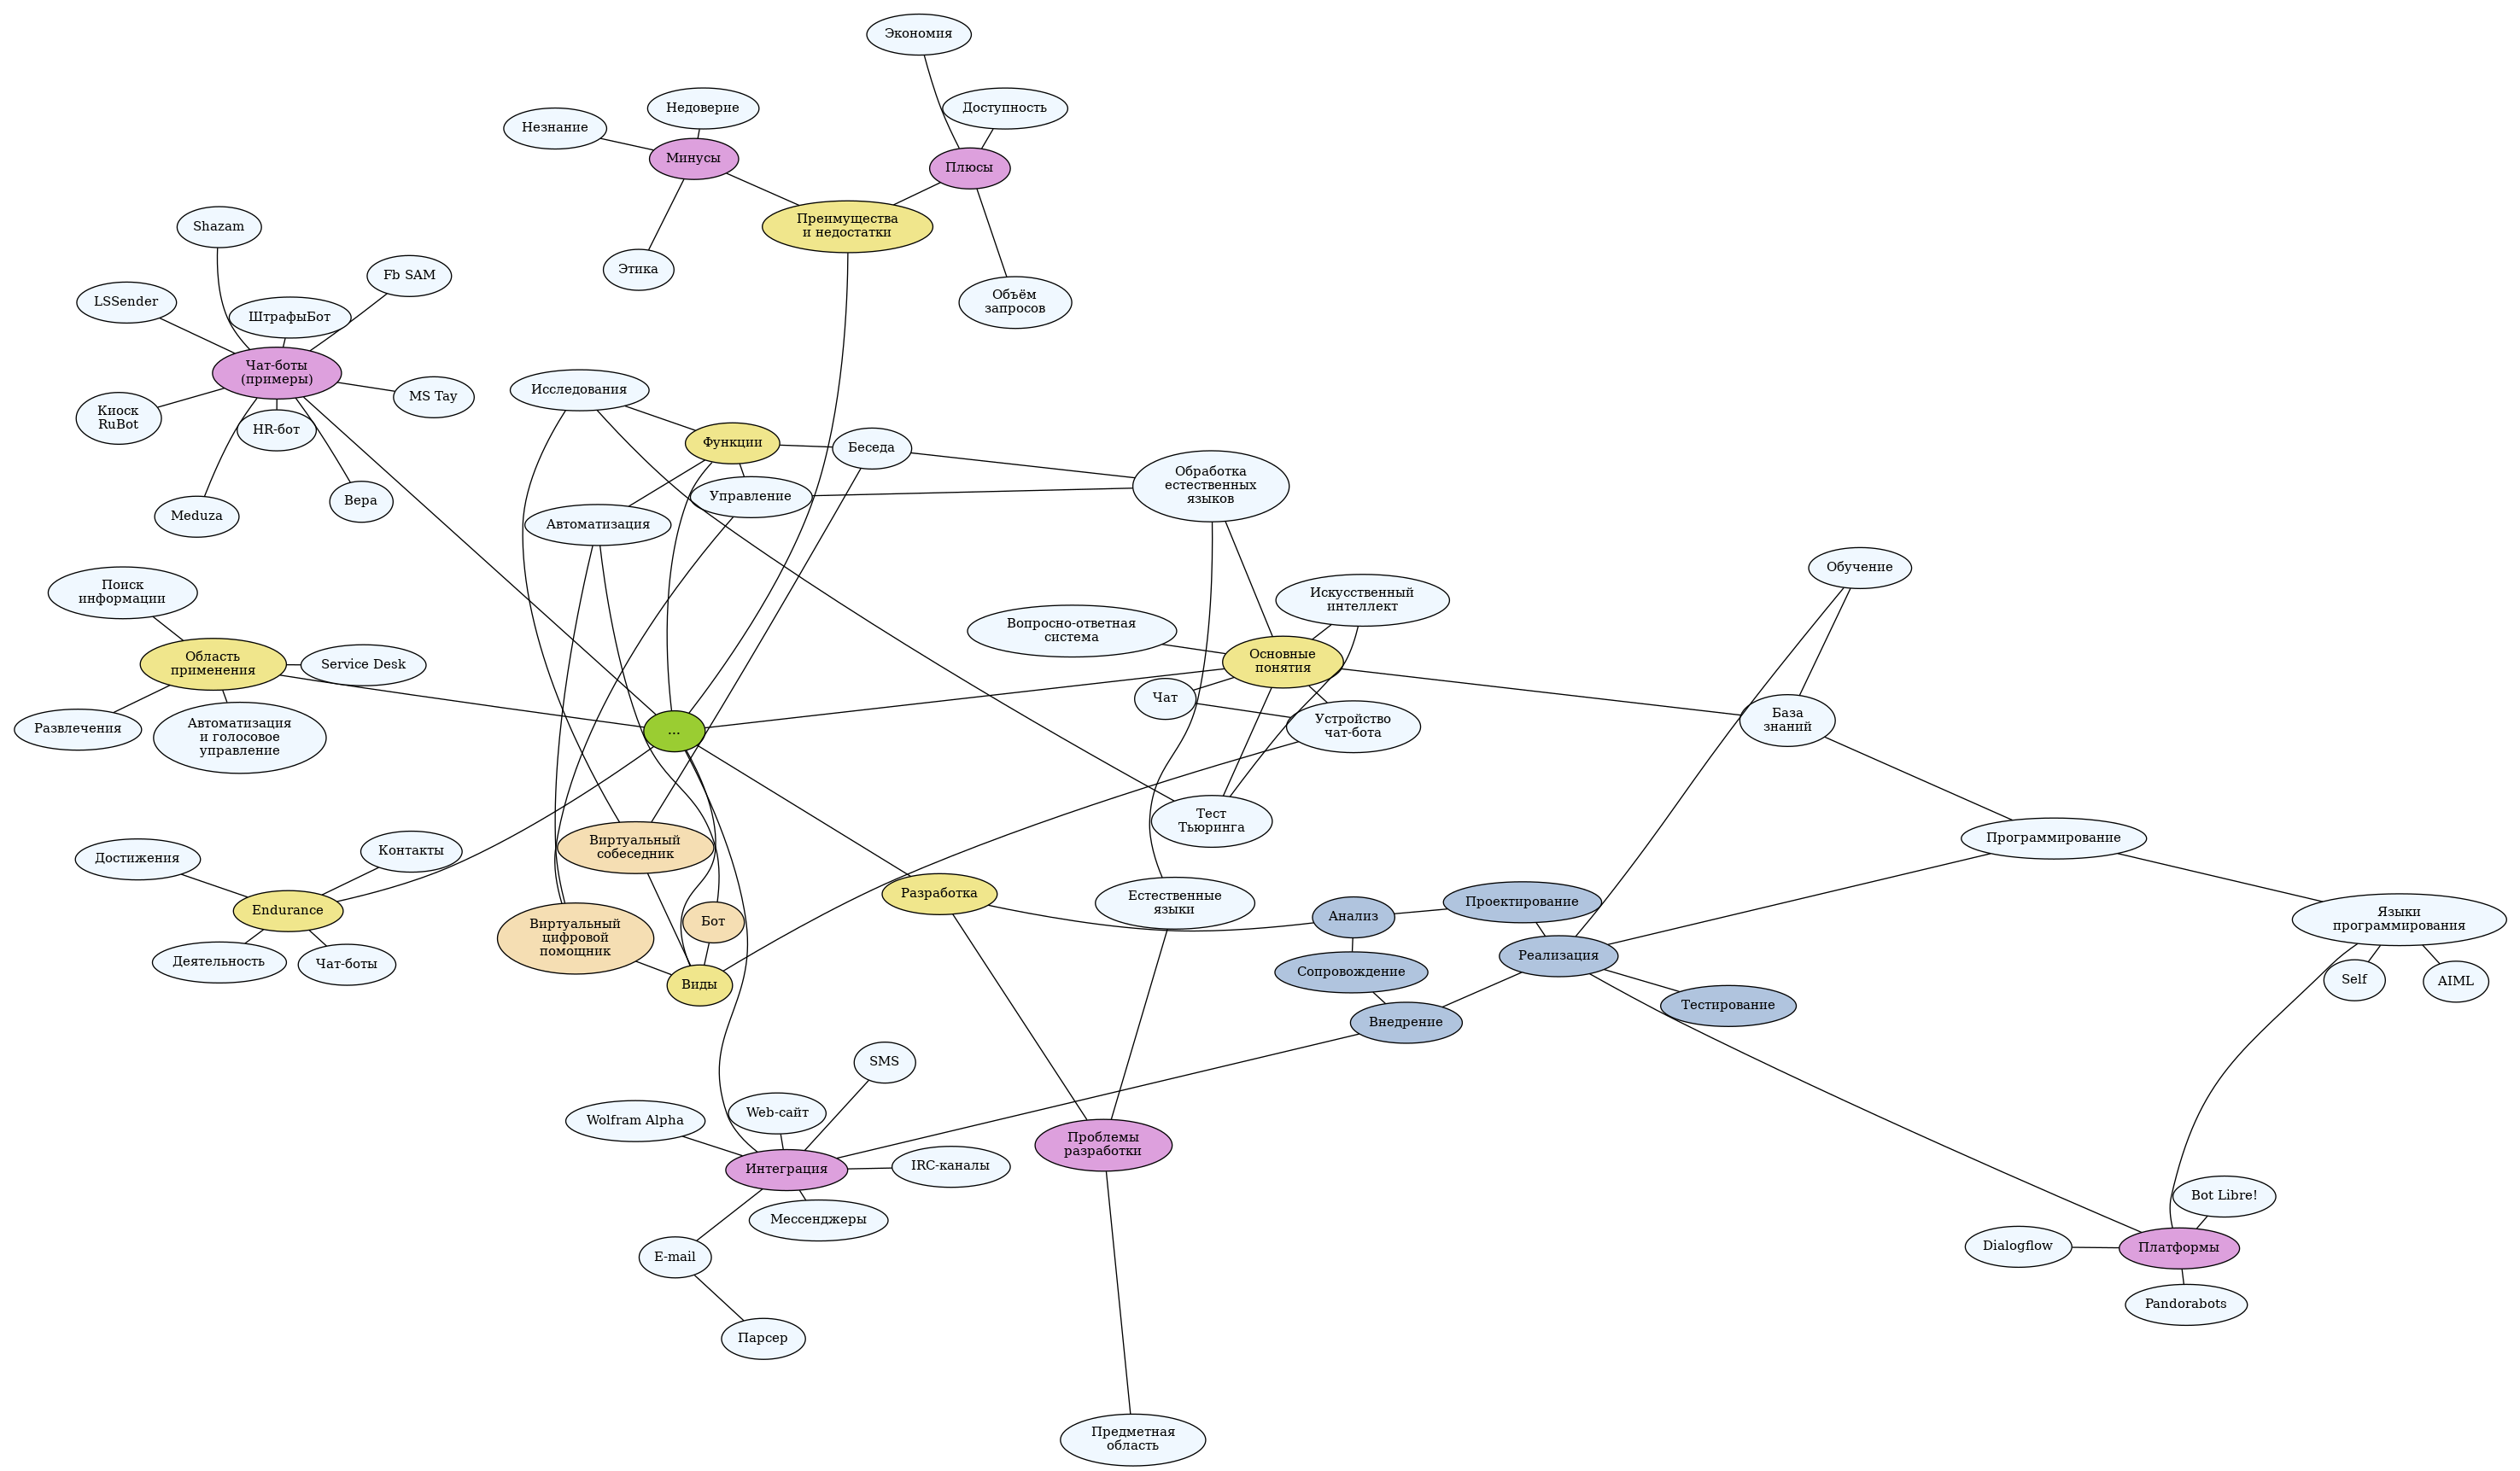 Экономия
Недоверие
Доступность
Незнание
Минусы
Плюсы
Преимущества
и недостатки
Shazam
Этика
Fb SAM
LSSender
Объём
запросов
ШтрафыБот
Чат-боты
(примеры)
Исследования
MS Tay
Киоск
RuBot
HR-бот
Функции
Беседа
Обработка
естественных
языков
Управление
Вера
Meduza
Автоматизация
Обучение
Поиск
информации
Искусственный
интеллект
Вопросно-ответная
система
Область
применения
Service Desk
Основные
понятия
Чат
База
знаний
Устройство
чат-бота
Развлечения
Автоматизация
и голосовое
управление
...
Тест
Тьюринга
Программирование
Виртуальный
собеседник
Контакты
Достижения
Разработка
Естественные
языки
Проектирование
Endurance
Анализ
Языки
программирования
Бот
Виртуальный
цифровой
помощник
Реализация
Деятельность
Чат-боты
Сопровождение
Self
AIML
Виды
Тестирование
Внедрение
SMS
Web-сайт
Wolfram Alpha
Проблемы
разработки
Интеграция
IRC-каналы
Bot Libre!
Мессенджеры
Dialogflow
Платформы
E-mail
Pandorabots
Парсер
Предметная
область